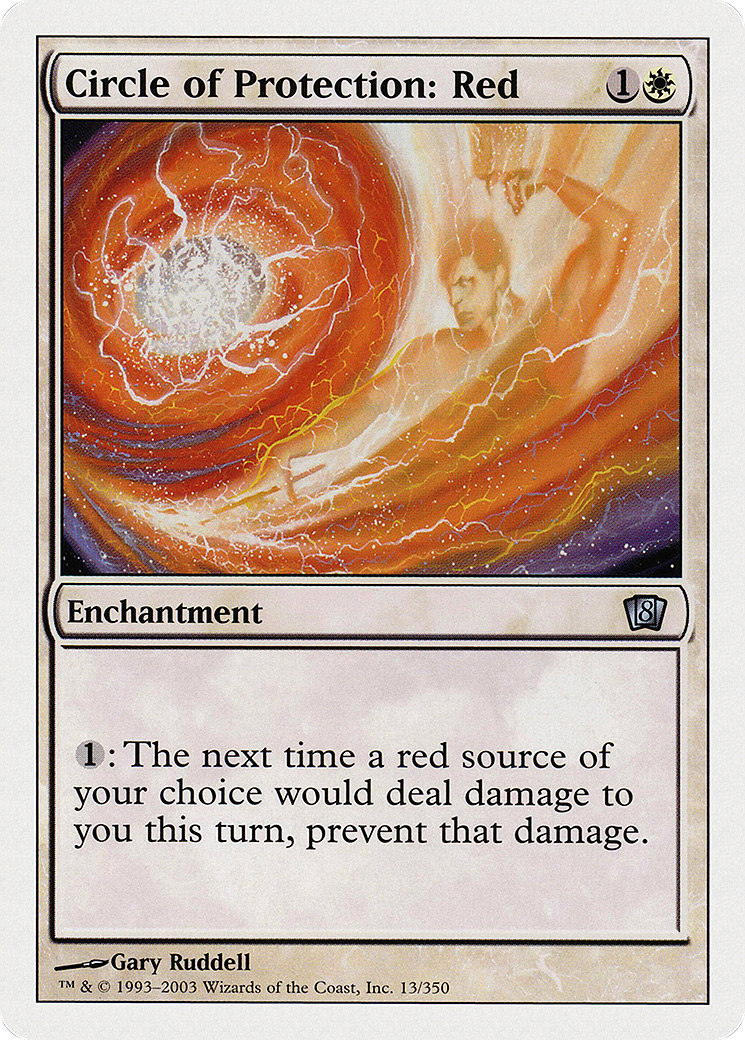 Circle of Protection: Red 1
Enchantment 8
1: The next time a red source of
your choice would deal damage to
you this turn, prevent that damage.
Gary Ruddell
™ & © 1993–2003 Wizards of the Coast, Inc. 13/350